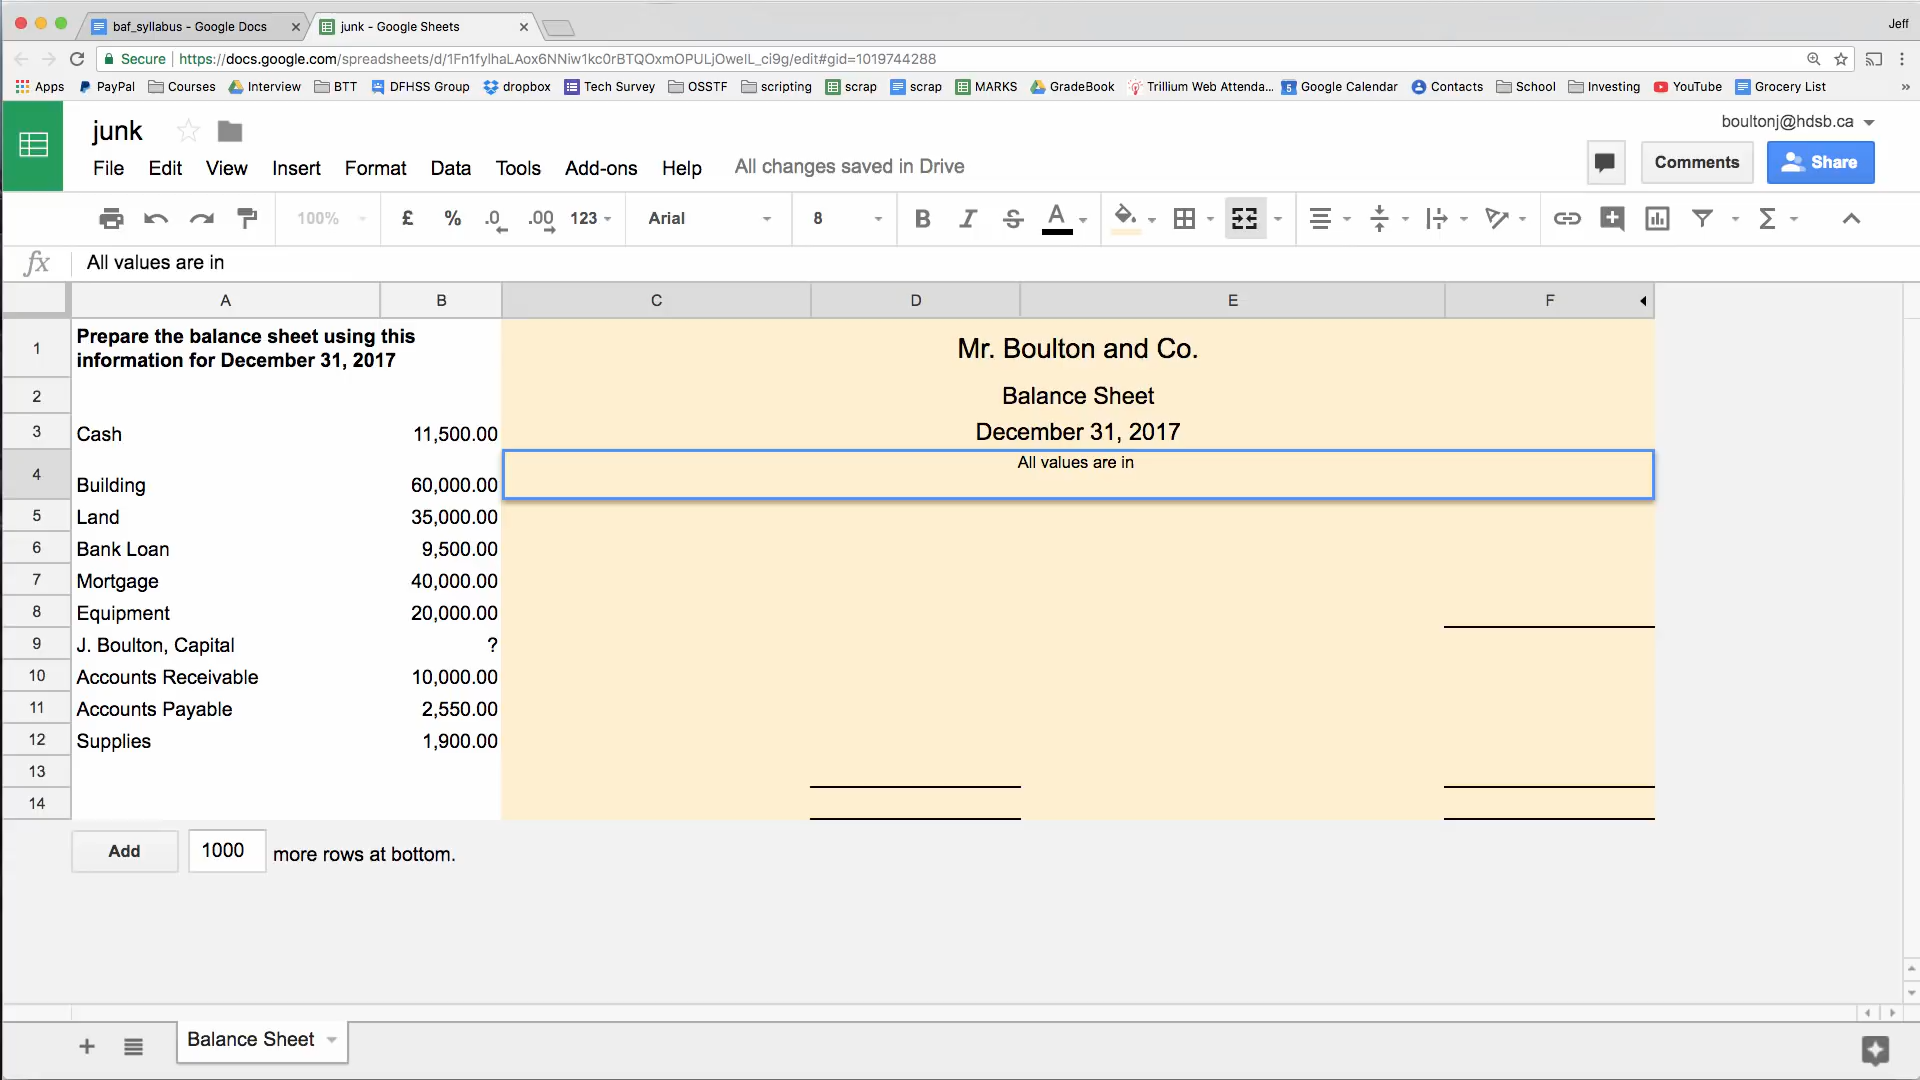 baf_syllabus - Google Docs
junk - Google Sheets
Jeff
Secure
https://docs.google.com/spreadsheets/d/1Fn1fylhaLAox6NNiw1kc0rBTQOxmOPULjOweIL_ci9g/edit#gid=1019744288
Apps PayPal Courses Interview BTT DFHSS Group dropbox Tech Survey OSSTF scripting scrap scrap MARKS GradeBook Trillium Web Attenda... Google Calendar Contacts School Investing YouTube Grocery List »
junk
boultonj@hdsb.ca
File Edit View Insert Format Data Tools Add-ons Help All changes saved in Drive
Comments Share
100% £ % .0 .00 123 Arial 8 B I S A Σ
fx All values are in
A B C D E F
1 Prepare the balance sheet using this
information for December 31, 2017
Mr. Boulton and Co.
2 Balance Sheet
3 Cash 11,500.00 December 31, 2017
4 Building 60,000.00 All values are in
5 Land 35,000.00
6 Bank Loan 9,500.00
7 Mortgage 40,000.00
8 Equipment 20,000.00
9 J. Boulton, Capital ?
10 Accounts Receivable 10,000.00
11 Accounts Payable 2,550.00
12 Supplies 1,900.00
13
14
Add 1000 more rows at bottom.
+ Balance Sheet